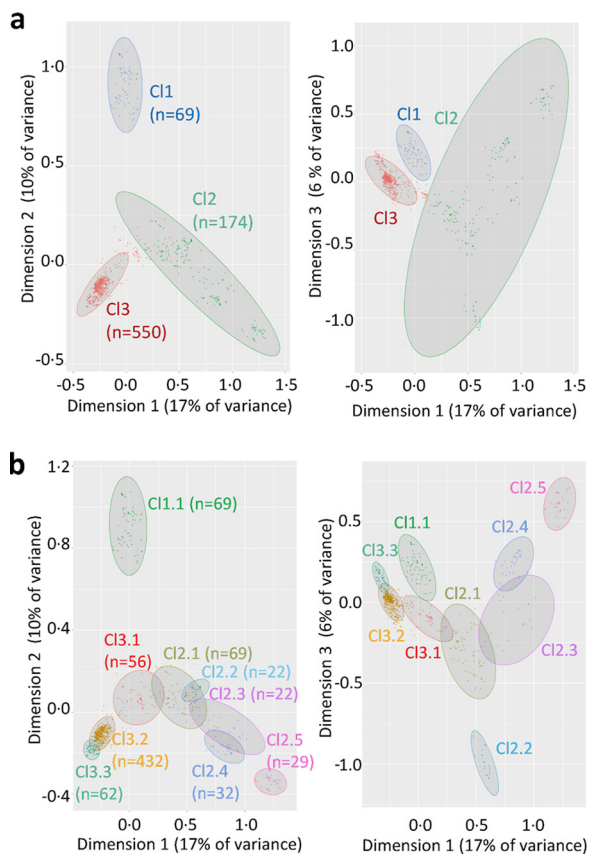 a
1·0
0·5
0·0
-0·5
Dimension 2 (10% of variance)
Cl1
(n=69)
Cl2
(n=174)
Cl3
(n=550)
-0·5
0·0
0·5
1·0
1·5
Dimension 1 (17% of variance)
1.0
0.5
0.0
-0.5
-1.0
Dimension 3 (6 % of variance)
Cl1
Cl2
Cl3
-0·5
0·0
0·5
1·0
1·5
Dimension 1 (17% of variance)
b
1·2
0·8
0·4
0·0
-0·4
Dimension 2 (10% of variance)
Cl1.1 (n=69)
Cl3.1
(n=56)
Cl2.1 (n=69)
Cl2.2 (n=22)
Cl2.3 (n=22)
Cl3.2
(n=432)
Cl2.5
(n=29)
Cl3.3
(n=62)
Cl2.4
(n=32)
0·0
0·5
1·0
Dimension 1 (17% of variance)
0.5
0.0
-0.5
-1.0
Dimension 3 (6% of variance)
Cl2.5
Cl1.1
Cl2.4
Cl3.3
Cl2.1
Cl3.2
Cl3.1
Cl2.3
Cl2.2
0·0
0·5
1·0
Dimension 1 (17% of variance)